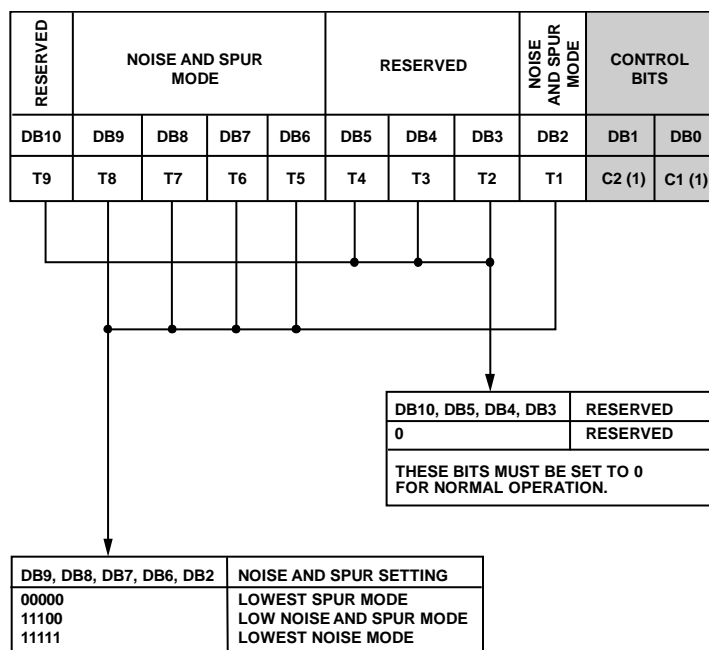 RESERVED
NOISE AND SPUR
MODE
RESERVED
NOISE
AND SPUR
MODE
CONTROL
BITS
DB10 DB9 DB8 DB7 DB6 DB5 DB4 DB3 DB2 DB1 DB0
T9 T8 T7 T6 T5 T4 T3 T2 T1 C2 (1) C1 (1)
DB10, DB5, DB4, DB3 RESERVED
0 RESERVED
THESE BITS MUST BE SET TO 0
FOR NORMAL OPERATION.
DB9, DB8, DB7, DB6, DB2 NOISE AND SPUR SETTING
00000 LOWEST SPUR MODE
11100 LOW NOISE AND SPUR MODE
11111 LOWEST NOISE MODE